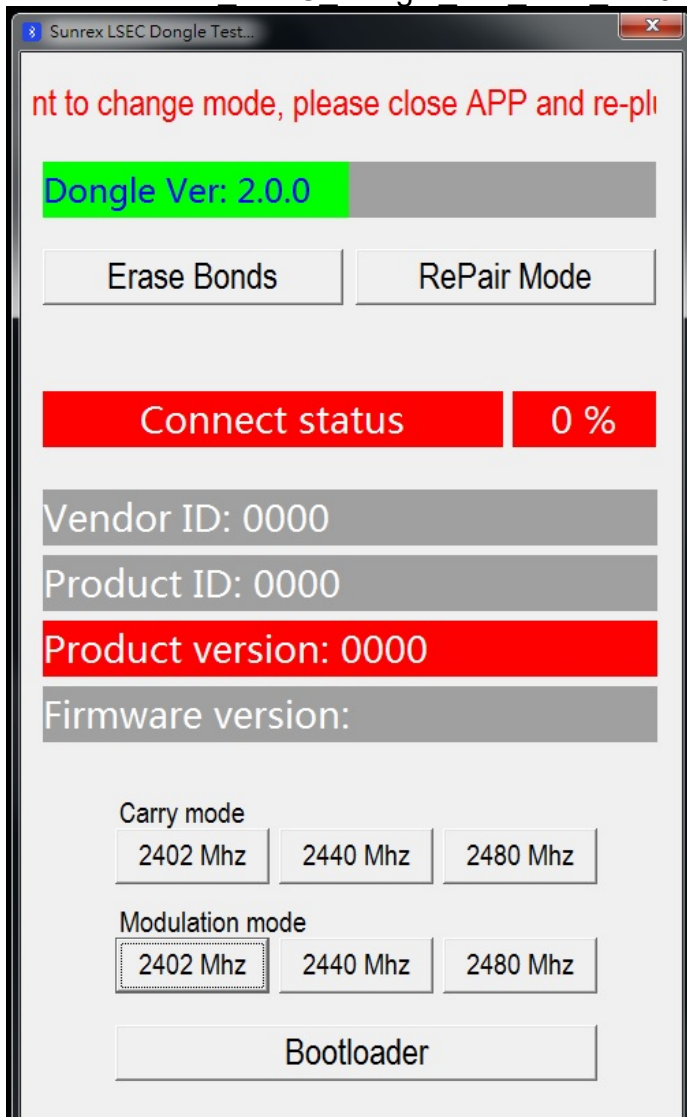 Sunrex LSEC Dongle Test...
nt to change mode, please close APP and re-plu
Dongle Ver: 2.0.0
Erase Bonds RePair Mode
Connect status 0 %
Vendor ID: 0000
Product ID: 0000
Product version: 0000
Firmware version:
Carry mode
2402 Mhz 2440 Mhz 2480 Mhz
Modulation mode
2402 Mhz 2440 Mhz 2480 Mhz
Bootloader